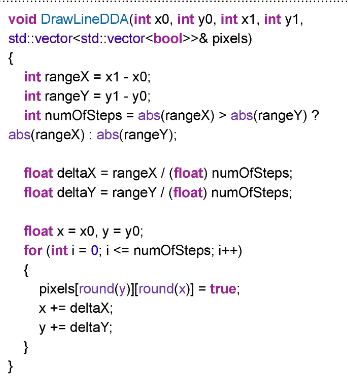 void DrawLineDDA(int x0, int y0, int x1, int y1,
std::vector<std::vector<bool>>& pixels)
{
int rangeX = x1 - x0;
int rangeY = y1 - y0;
int numOfSteps = abs(rangeX) > abs(rangeY) ?
abs(rangeX) : abs(rangeY);
float deltaX = rangeX / (float) numOfSteps;
float deltaY = rangeY / (float) numOfSteps;
float x = x0, y = y0;
for (int i = 0; i <= numOfSteps; i++)
{
pixels[round(y)][round(x)] = true;
x += deltaX;
y += deltaY;
}
}